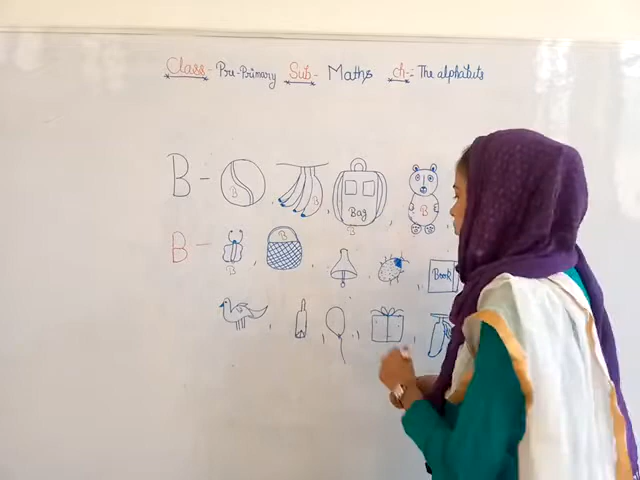 Class- Pre-Primary Sub- Maths ch-: The alphabets
B - B B Bag B B
B - B B Book